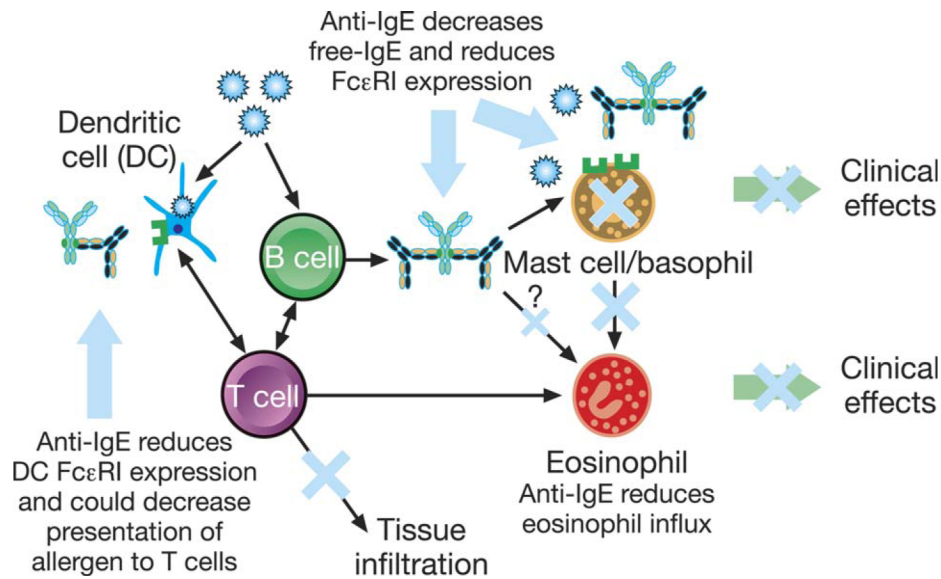 Anti-IgE decreases
free-IgE and reduces
FcεRI expression
Dendritic
cell (DC)
Clinical
effects
B cell
Mast cell/basophil
?
T cell
Clinical
effects
Anti-IgE reduces
DC FcεRI expression
and could decrease
presentation of
allergen to T cells
Eosinophil
Anti-IgE reduces
eosinophil influx
Tissue
infiltration